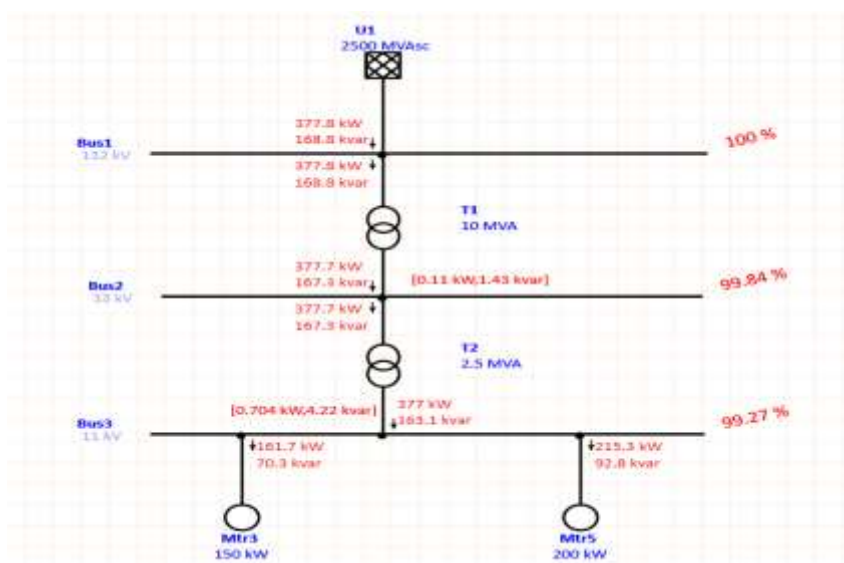 U1
2500 MVAsc
377.8 kW
168.8 kvar
Bus1
132 kV
100 %
377.8 kW
168.8 kvar
T1
10 MVA
377.7 kW
167.3 kvar
[0.11 kW,1.43 kvar]
Bus2
33 kV
99.84 %
377.7 kW
167.3 kvar
T2
2.5 MVA
[0.704 kW,4.22 kvar]
377 kW
163.1 kvar
Bus3
11 kV
99.27 %
161.7 kW
70.3 kvar
215.3 kW
92.8 kvar
Mtr3
150 kW
Mtr5
200 kW